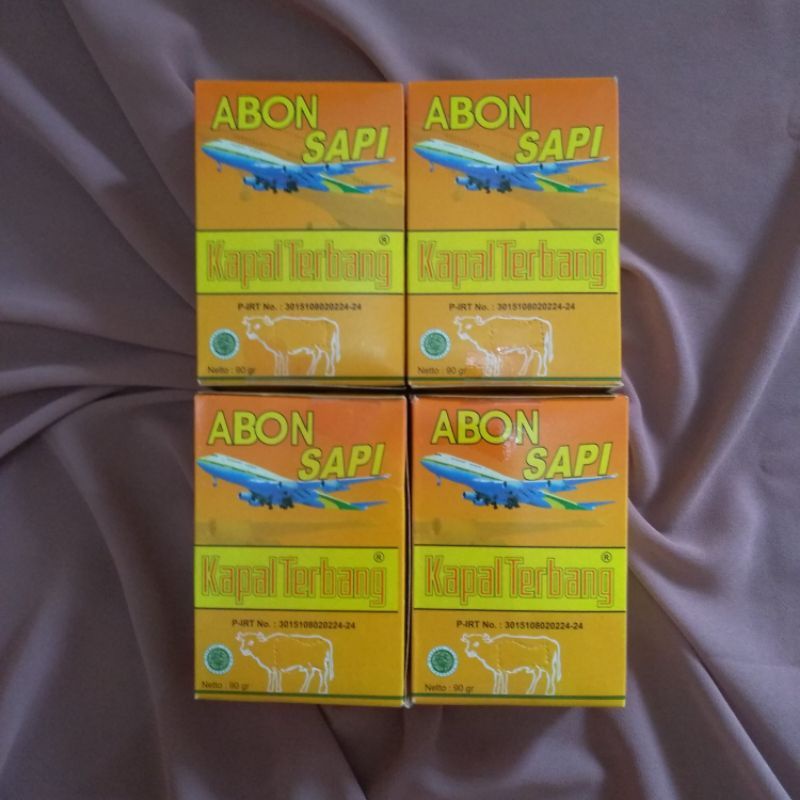 ABON
SAPI
Kapal Terbang®
P-IRT No. : 3015108020224-24
Netto : 90 gr
ABON
SAPI
Kapal Terbang®
P-IRT No. : 3015108020224-24
Netto : 90 gr
ABON
SAPI
Kapal Terbang®
P-IRT No. : 3015108020224-24
Netto : 90 gr
ABON
SAPI
Kapal Terbang®
P-IRT No. : 3015108020224-24
Netto : 90 gr